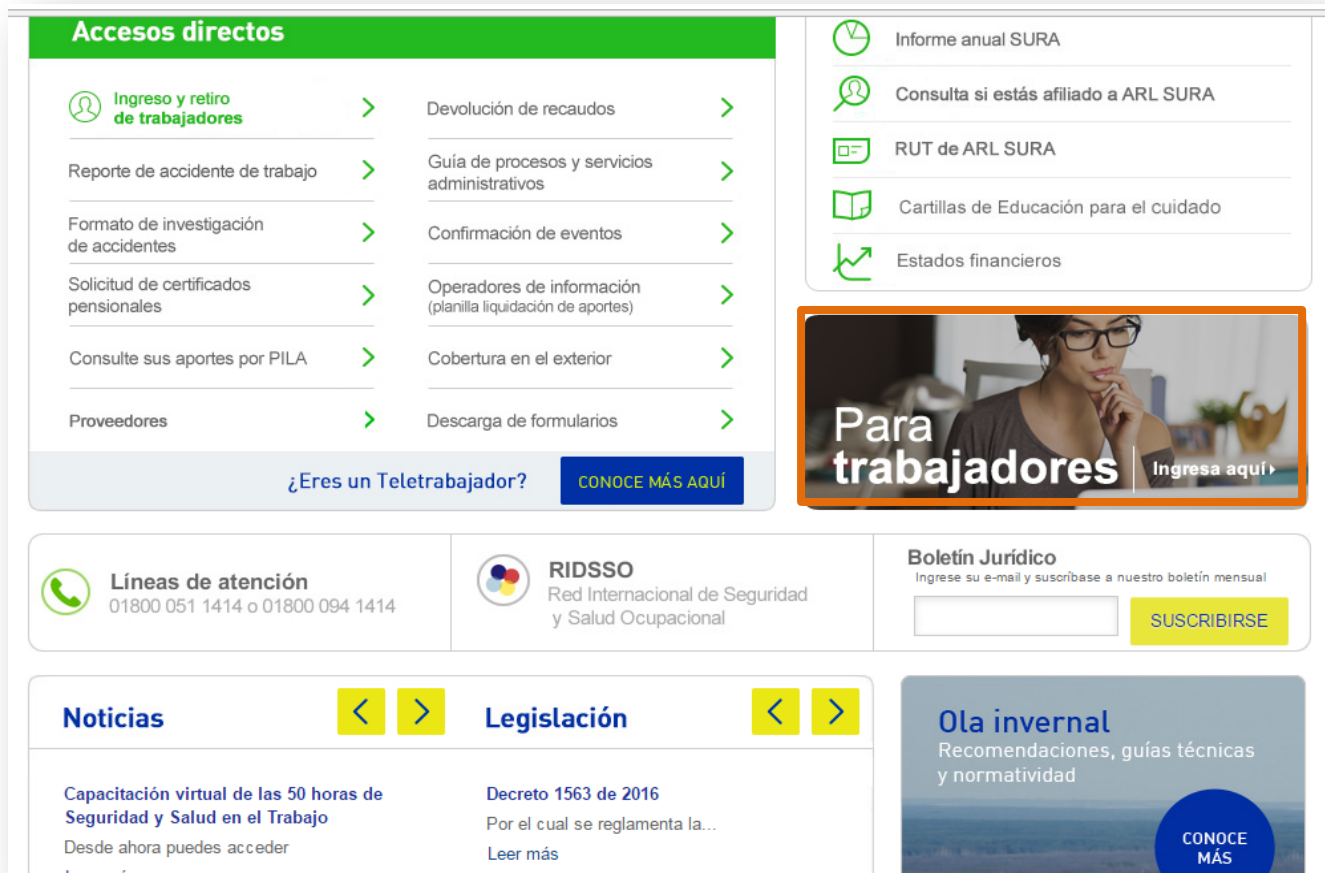 Accesos directos
Ingreso y retiro
de trabajadores
Reporte de accidente de trabajo
Formato de investigación
de accidentes
Solicitud de certificados
pensionales
Consulte sus aportes por PILA
Proveedores
Devolución de recaudos
Guía de procesos y servicios
administrativos
Confirmación de eventos
Operadores de información
(planilla liquidación de aportes)
Cobertura en el exterior
Descarga de formularios
¿Eres un Teletrabajador?
CONOCE MÁS AQUÍ
Informe anual SURA
Consulta si estás afiliado a ARL SURA
RUT de ARL SURA
Cartillas de Educación para el cuidado
Estados financieros
Para
trabajadores
Ingresa aquí
Líneas de atención
01800 051 1414 o 01800 094 1414
RIDSSO
Red Internacional de Seguridad
y Salud Ocupacional
Boletín Jurídico
Ingrese su e-mail y suscríbase a nuestro boletín mensual
SUSCRIBIRSE
Noticias
Capacitación virtual de las 50 horas de
Seguridad y Salud en el Trabajo
Desde ahora puedes acceder
Legislación
Decreto 1563 de 2016
Por el cual se reglamenta la...
Leer más
Ola invernal
Recomendaciones, guías técnicas
y normatividad
CONOCE
MÁS